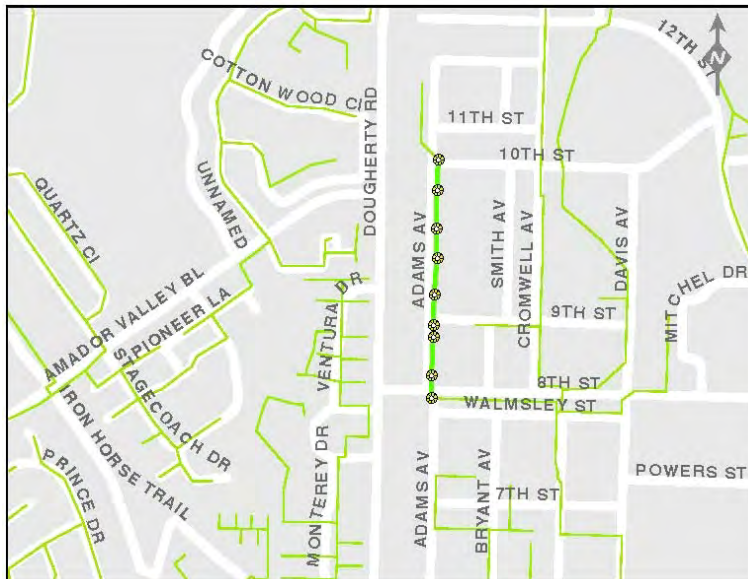 12TH ST
N
COTTON WOOD CI
11TH ST
10TH ST
DOUGHERTY RD
UNNAMED
QUARTZ CI
ADAMS AV
SMITH AV
CROMWELL AV
DAVIS AV
MITCHEL DR
AMADOR VALLEY BL
PIONEER LA
VENTURA DR
9TH ST
STAGECOACH DR
8TH ST
WALMSLEY ST
IRON HORSE TRAIL
PRINCE DR
MONTEREY DR
ADAMS AV
BRYANT AV
POWERS ST
7TH ST